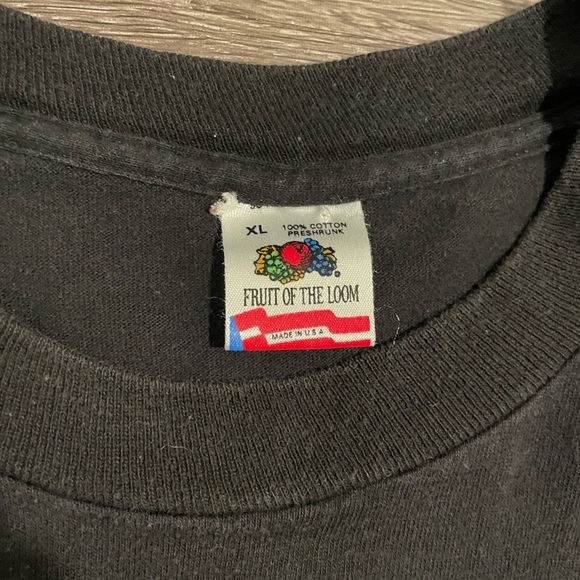 XL 100% COTTON
PRESHRUNK
®
FRUIT OF THE LOOM
MADE IN U.S.A.